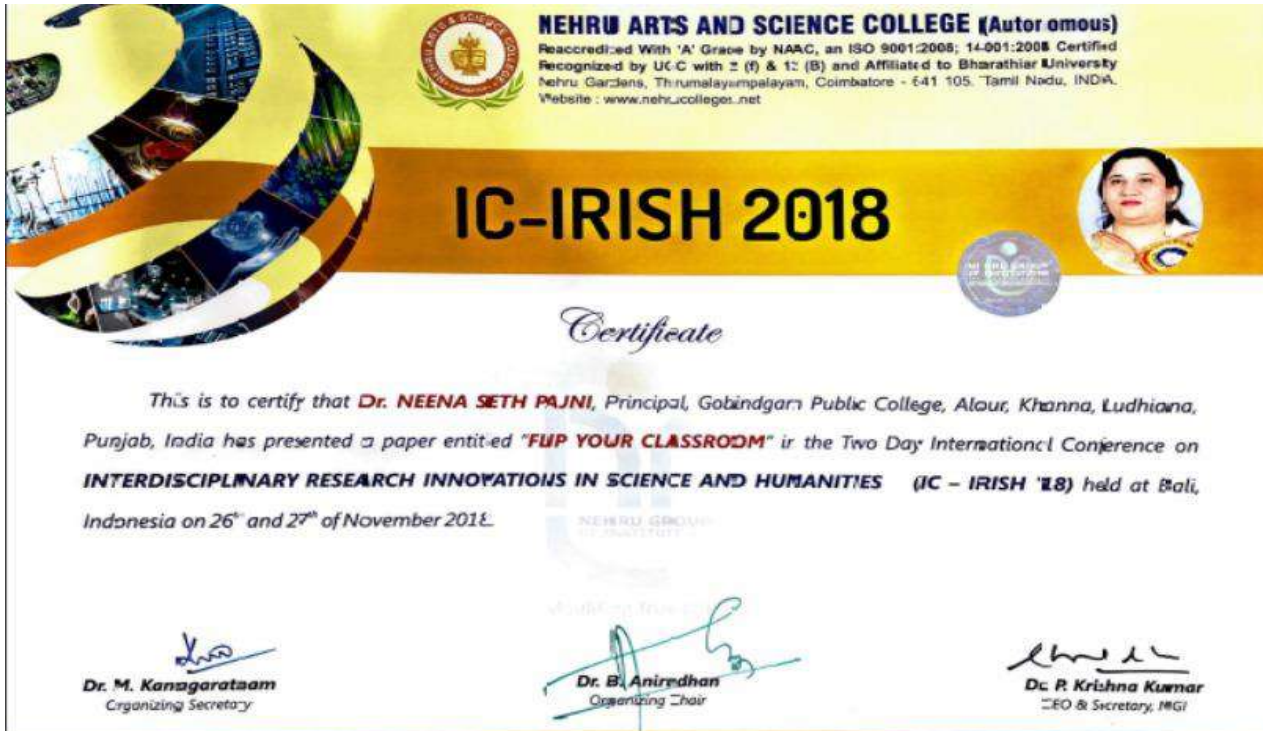 NEHRU ARTS AND SCIENCE COLLEGE (Autonomous)
Reaccredited With 'A' Grade by NAAC, an ISO 9001:2008; 14001:2008 Certified
Recognized by UGC with 2 (f) & 12 (B) and Affiliated to Bharathiar University
Nehru Gardens, Thirumalayampalayam, Coimbatore - 641 105. Tamil Nadu, INDIA.
Website : www.nehrucolleges.net
IC-IRISH 2018
Certificate
This is to certify that Dr. NEENA SETH PAJNI, Principal, Gobindgarh Public College, Alour, Khanna, Ludhiana,
Punjab, India has presented a paper entitled "FLIP YOUR CLASSROOM" in the Two Day International Conference on
INTERDISCIPLINARY RESEARCH INNOVATIONS IN SCIENCE AND HUMANITIES (IC – IRISH '18) held at Bali,
Indonesia on 26th and 27th of November 2018.
NEHRU GROUP
Dr. M. Kanagaratnam
Organizing Secretary
Dr. B. Anirudhan
Organizing Chair
Dr. P. Krishna Kumar
CEO & Secretary, NGI